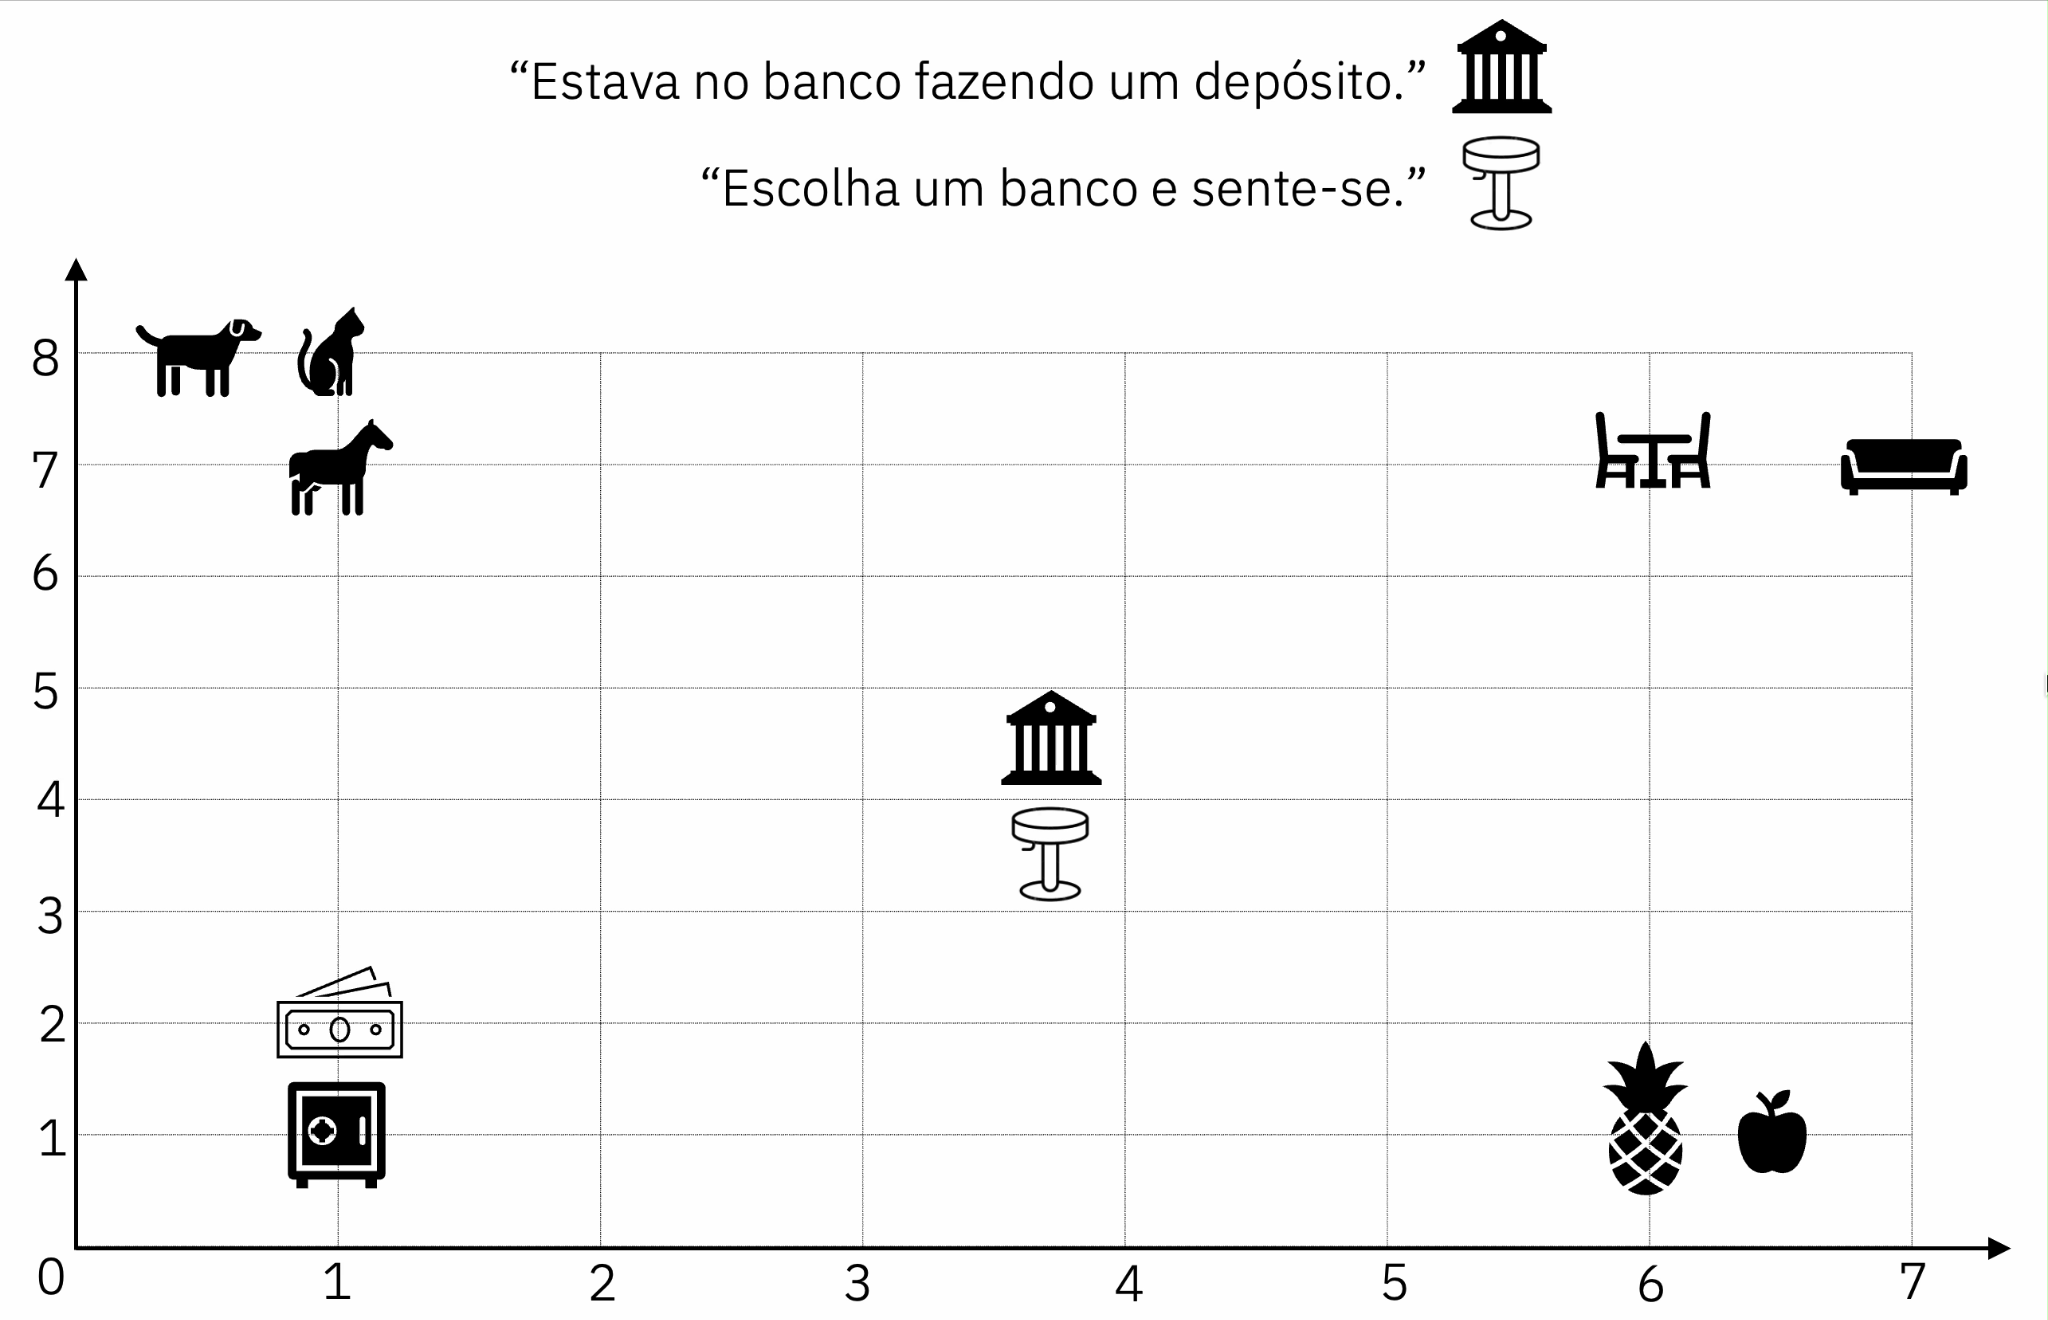 “Estava no banco fazendo um depósito.”
“Escolha um banco e sente-se.”
8
7
6
5
4
3
2
1
0 1 2 3 4 5 6 7